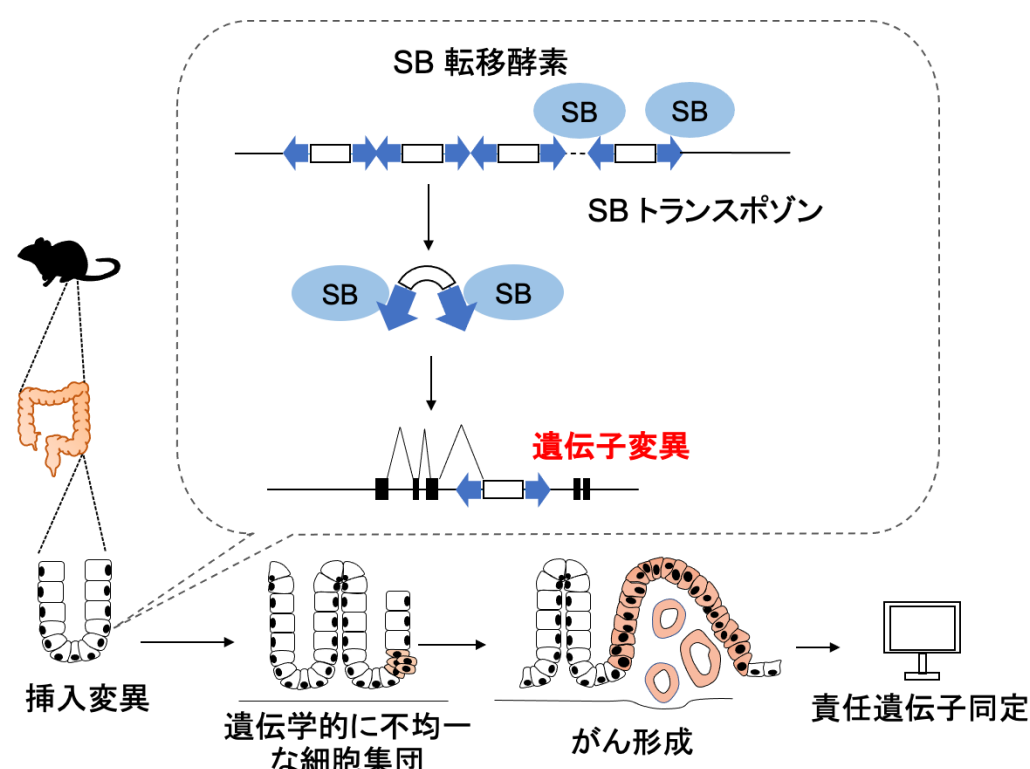 SB 転移酵素
SB
SB
SB トランスポゾン
SB
SB
遺伝子変異
挿入変異
遺伝学的に不均一
な細胞集団
がん形成
責任遺伝子同定